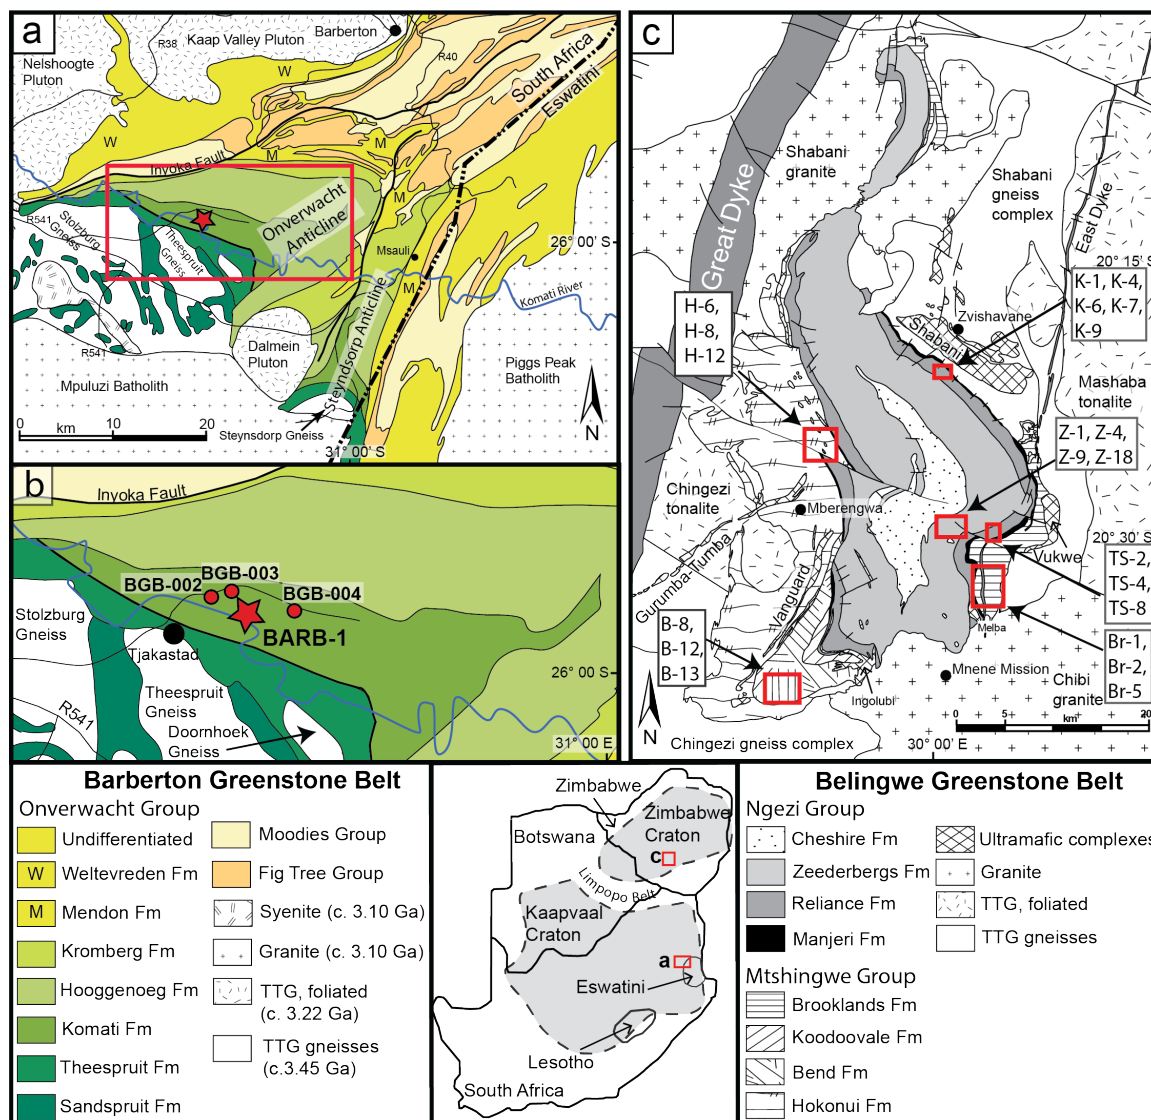 a
R38
Kaap Valley Pluton
Barberton
Nelshoogte
Pluton
W
R40
South Africa
Eswatini
W
M
M
Inyoka Fault
M
R541
Stolzburg
Gneiss
Theespruit
Gneiss
Onverwacht
Anticline
Msauli
M
26° 00′ S
Komati River
Steyndsorp Anticline
R541
Dalmein
Pluton
Mpuluzi Batholith
Piggs Peak
Batholith
km
0
10
20
Steynsdorp Gneiss
N
31° 00′ S
b
Inyoka Fault
BGB-002
BGB-003
BGB-004
BARB-1
Stolzburg
Gneiss
Tjakastad
Theespruit
Gneiss
Doornhoek
Gneiss
R541
26° 00′ S
31° 00 E
c
Great Dyke
Shabani
granite
Shabani
gneiss
complex
East Dyke
20° 15′ S
K-1, K-4,
K-6, K-7,
K-9
H-6,
H-8,
H-12
Zvishavane
Shabani
Mashaba
tonalite
Z-1, Z-4,
Z-9, Z-18
Chingezi
tonalite
Mberengwa
20° 30′ S
Vukwe
Gurumba-Tumba
Vanguard
TS-2,
TS-4,
TS-8
B-8,
B-12,
B-13
Melba
Br-1,
Br-2,
Br-5
Mnene Mission
Chibi
granite
Ingolubi
N
0
5
km
20
Chingezi gneiss complex
30° 00′ E
Barberton Greenstone Belt
Onverwacht Group
Undifferentiated
W
Weltevreden Fm
M
Mendon Fm
Kromberg Fm
Hooggenoeg Fm
Komati Fm
Theespruit Fm
Sandspruit Fm
Moodies Group
Fig Tree Group
Syenite (c. 3.10 Ga)
Granite (c. 3.10 Ga)
TTG, foliated
(c. 3.22 Ga)
TTG gneisses
(c.3.45 Ga)
Zimbabwe
Botswana
Zimbabwe
Craton
c
Limpopo Belt
Kaapvaal
Craton
a
Eswatini
Lesotho
South Africa
Belingwe Greenstone Belt
Ngezi Group
Cheshire Fm
Zeederbergs Fm
Reliance Fm
Manjeri Fm
Mtshingwe Group
Brooklands Fm
Koodoovale Fm
Bend Fm
Hokonui Fm
Ultramafic complexes
Granite
TTG, foliated
TTG gneisses